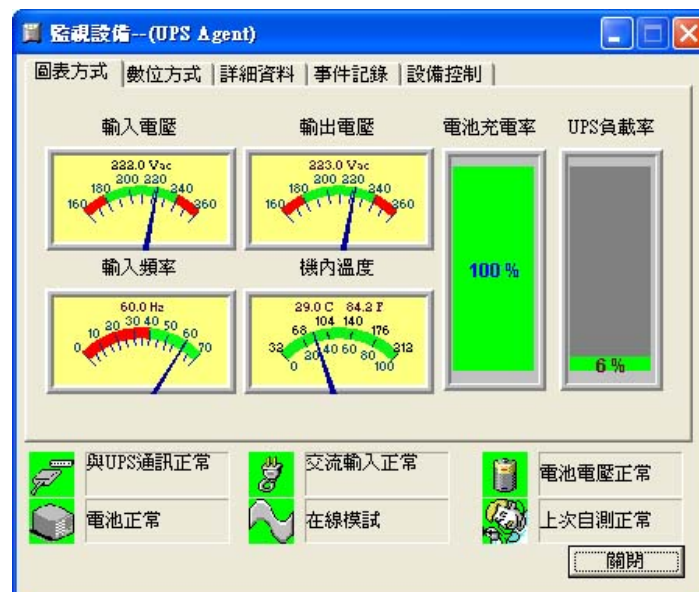 監視設備--(UPS Agent)
圖表方式 數位方式 詳細資料 事件記錄 設備控制
輸入電壓 輸出電壓 電池充電率 UPS負載率
222.0 Vac
160 180 200 220 240 260
223.0 Vac
160 180 200 220 240 260
輸入頻率 機內溫度
60.0 Hz
0 10 20 30 40 50 60 70
29.0 C 84.2 F
32 68 104 140 176 212
0 20 40 60 80 100
100 %
6 %
與UPS通訊正常 交流輸入正常 電池電壓正常
電池正常 在線模試 上次自測正常
關閉